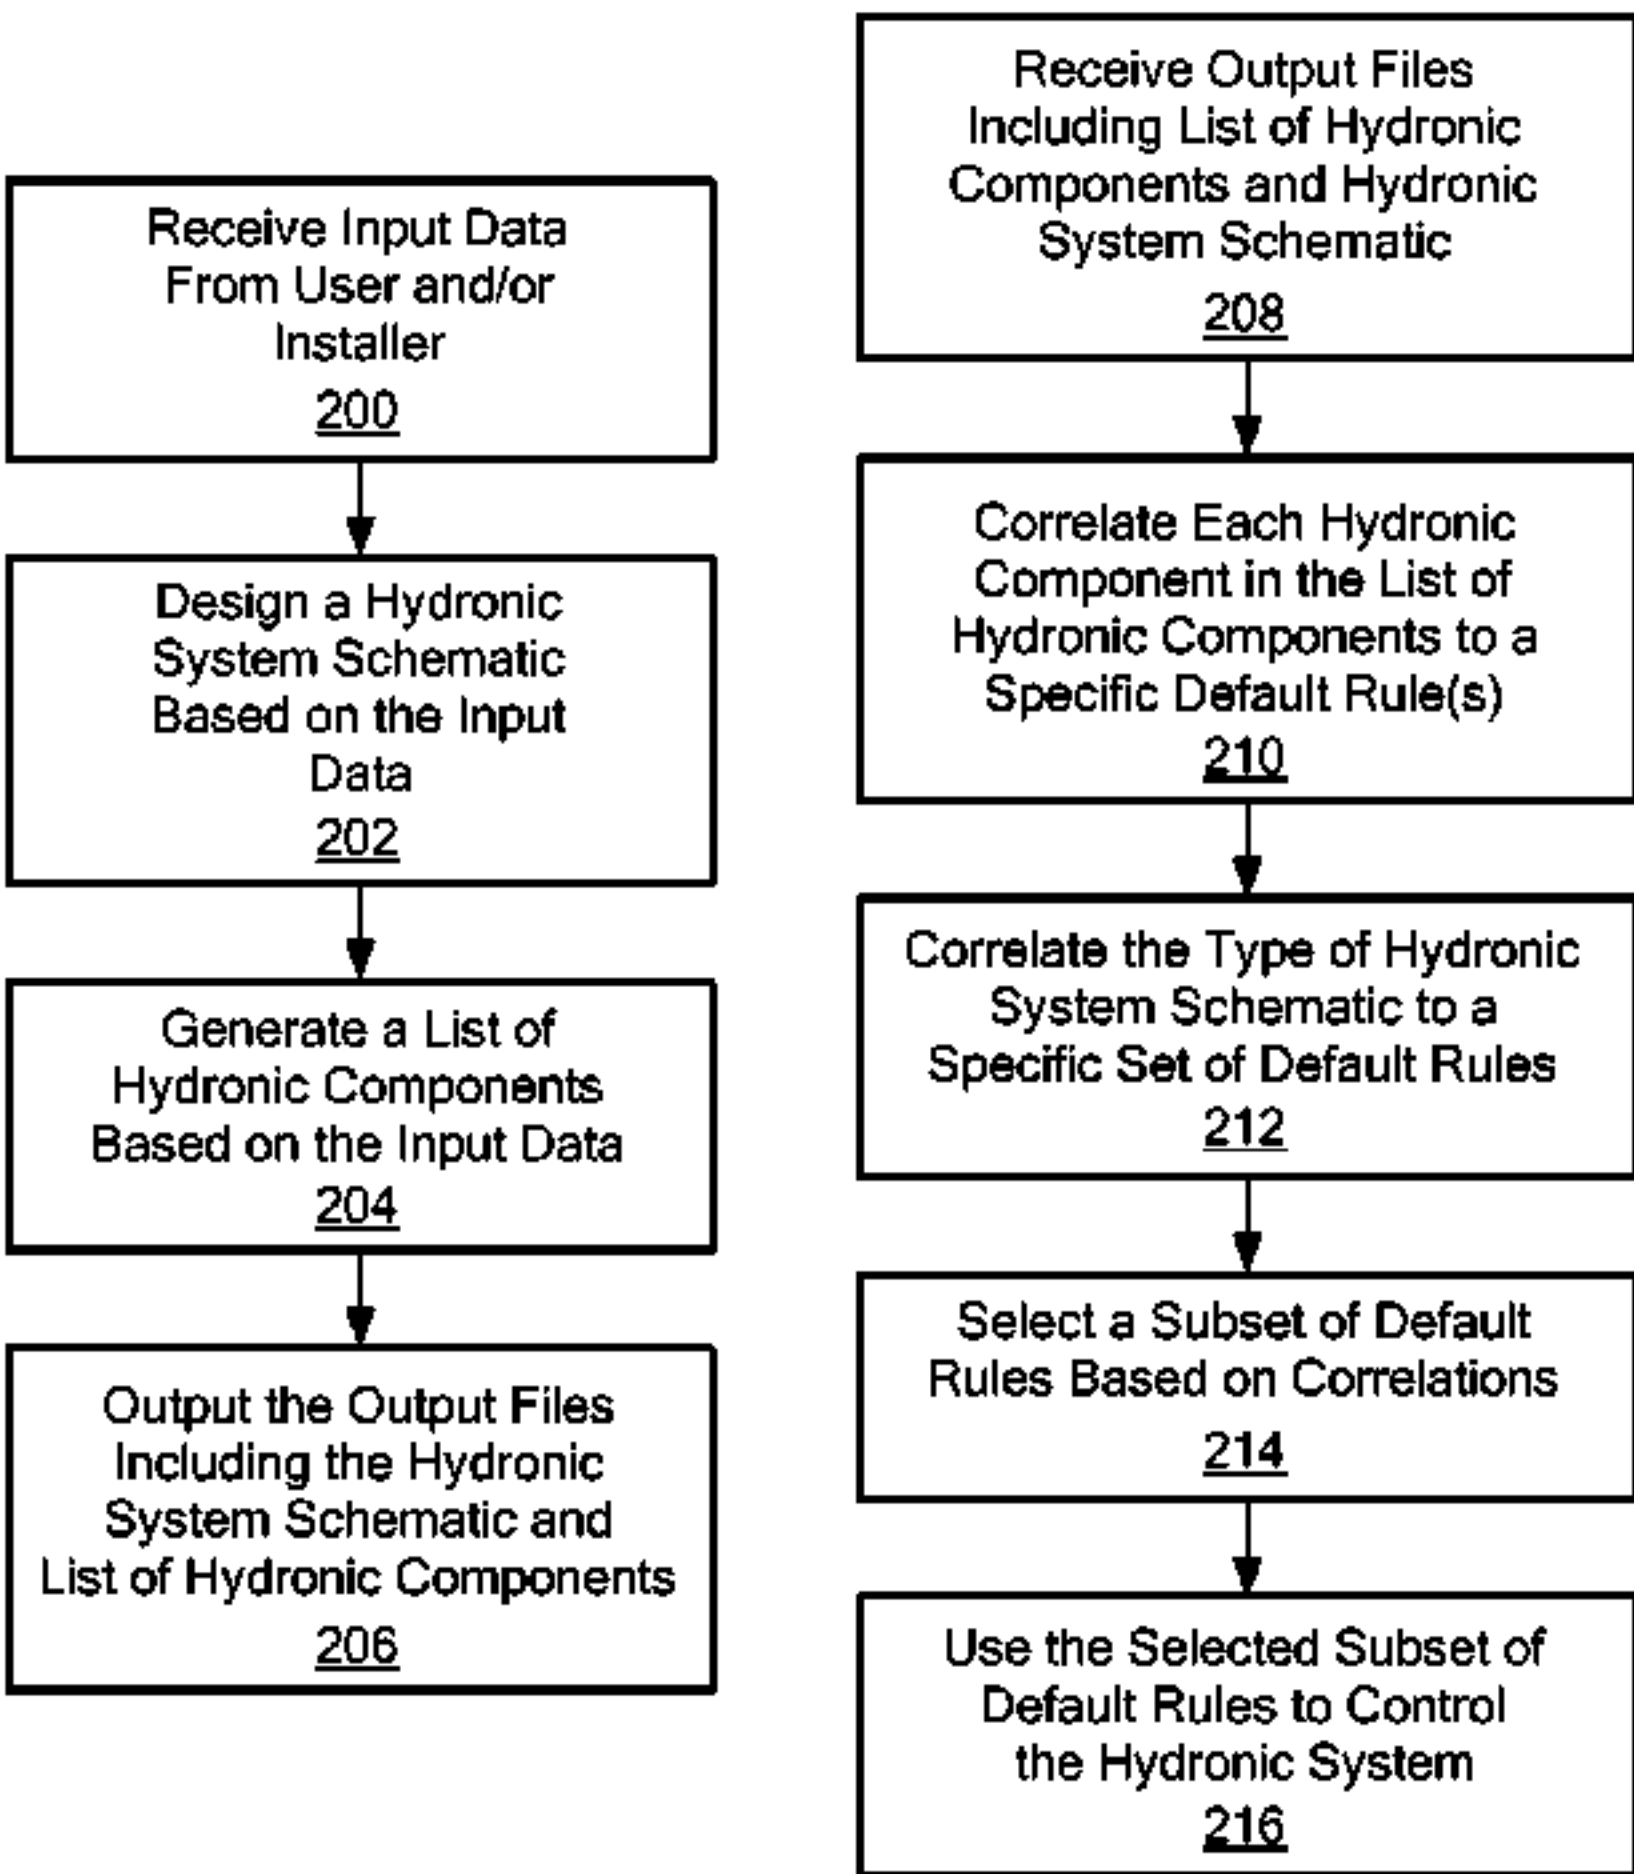 Receive Input Data
From User and/or
Installer
200
Design a Hydronic
System Schematic
Based on the Input
Data
202
Generate a List of
Hydronic Components
Based on the Input Data
204
Output the Output Files
Including the Hydronic
System Schematic and
List of Hydronic Components
206
Receive Output Files
Including List of Hydronic
Components and Hydronic
System Schematic
208
Correlate Each Hydronic
Component in the List of
Hydronic Components to a
Specific Default Rule(s)
210
Correlate the Type of Hydronic
System Schematic to a
Specific Set of Default Rules
212
Select a Subset of Default
Rules Based on Correlations
214
Use the Selected Subset of
Default Rules to Control
the Hydronic System
216